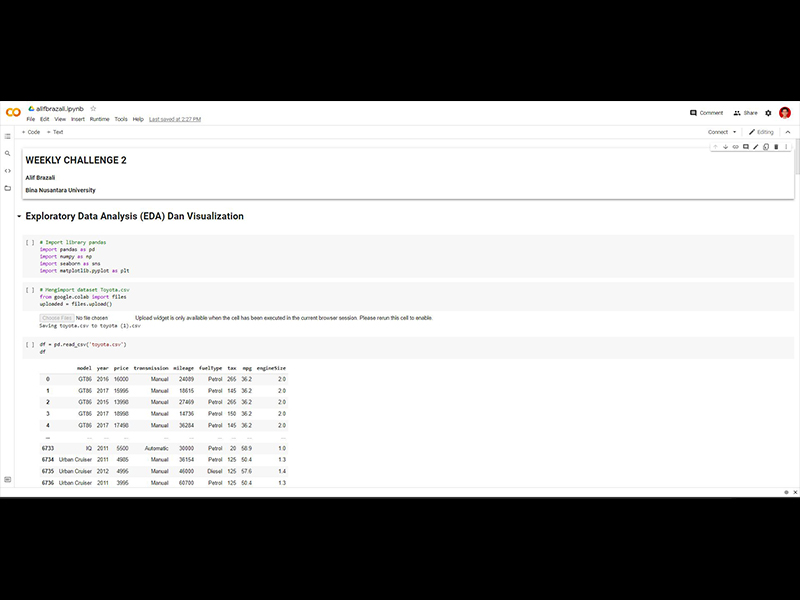 alifbrazali.ipynb
File Edit View Insert Runtime Tools Help Last saved at 2:27 PM
Comment Share
+ Code + Text
Connect Editing
WEEKLY CHALLENGE 2
Alif Brazali
Bina Nusantara University
Exploratory Data Analysis (EDA) Dan Visualization
[ ] # Import library pandas
import pandas as pd
import numpy as np
import seaborn as sns
import matplotlib.pyplot as plt
[ ] # Mengimport dataset Toyota.csv
from google.colab import files
uploaded = files.upload()
Choose Files No file chosen Upload widget is only available when the cell has been executed in the current browser session. Please rerun this cell to enable.
Saving toyota.csv to toyota (1).csv
[ ] df = pd.read_csv('toyota.csv')
df
model year price transmission mileage fuelType tax mpg engineSize
0 GT86 2016 16000 Manual 24089 Petrol 265 36.2 2.0
1 GT86 2017 15995 Manual 18615 Petrol 145 36.2 2.0
2 GT86 2015 13998 Manual 27469 Petrol 265 36.2 2.0
3 GT86 2017 18998 Manual 14736 Petrol 150 36.2 2.0
4 GT86 2017 17498 Manual 36284 Petrol 145 36.2 2.0
... ... ... ... ... ... ... ... ... ...
6733 IQ 2011 5500 Automatic 30000 Petrol 20 58.9 1.0
6734 Urban Cruiser 2011 4985 Manual 36154 Petrol 125 50.4 1.3
6735 Urban Cruiser 2012 4995 Manual 46000 Diesel 125 57.6 1.4
6736 Urban Cruiser 2011 3995 Manual 60700 Petrol 125 50.4 1.3